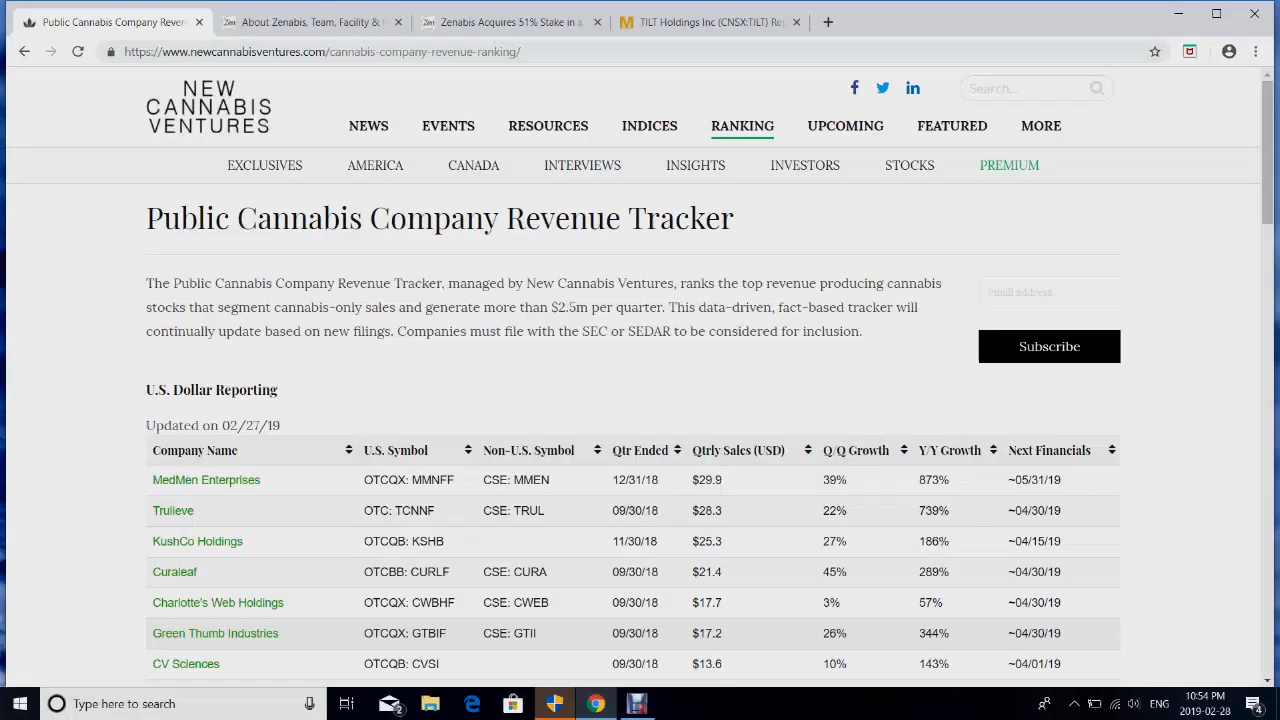 Public Cannabis Company Reven
About Zenabis, Team, Facility &
Zenabis Acquires 51% Stake in a
TILT Holdings Inc (CNSX:TILT) Re
https://www.newcannabisventures.com/cannabis-company-revenue-ranking/
NEW
CANNABIS
VENTURES
Search...
NEWS EVENTS RESOURCES INDICES RANKING UPCOMING FEATURED MORE
EXCLUSIVES AMERICA CANADA INTERVIEWS INSIGHTS INVESTORS STOCKS PREMIUM
Public Cannabis Company Revenue Tracker
The Public Cannabis Company Revenue Tracker, managed by New Cannabis Ventures, ranks the top revenue producing cannabis
stocks that segment cannabis-only sales and generate more than $2.5m per quarter. This data-driven, fact-based tracker will
continually update based on new filings. Companies must file with the SEC or SEDAR to be considered for inclusion.
email address
Subscribe
U.S. Dollar Reporting
Updated on 02/27/19
Company Name U.S. Symbol Non-U.S. Symbol Qtr Ended Qtrly Sales (USD) Q/Q Growth Y/Y Growth Next Financials
MedMen Enterprises OTCQX: MMNFF CSE: MMEN 12/31/18 $29.9 39% 873% ~05/31/19
Trulieve OTC: TCNNF CSE: TRUL 09/30/18 $28.3 22% 739% ~04/30/19
KushCo Holdings OTCQB: KSHB 11/30/18 $25.3 27% 186% ~04/15/19
Curaleaf OTCBB: CURLF CSE: CURA 09/30/18 $21.4 45% 289% ~04/30/19
Charlotte's Web Holdings OTCQX: CWBHF CSE: CWEB 09/30/18 $17.7 3% 57% ~04/30/19
Green Thumb Industries OTCQX: GTBIF CSE: GTII 09/30/18 $17.2 26% 344% ~04/30/19
CV Sciences OTCQB: CVSI 09/30/18 $13.6 10% 143% ~04/01/19
Type here to search
2
ENG
10:54 PM
2019-02-28
4